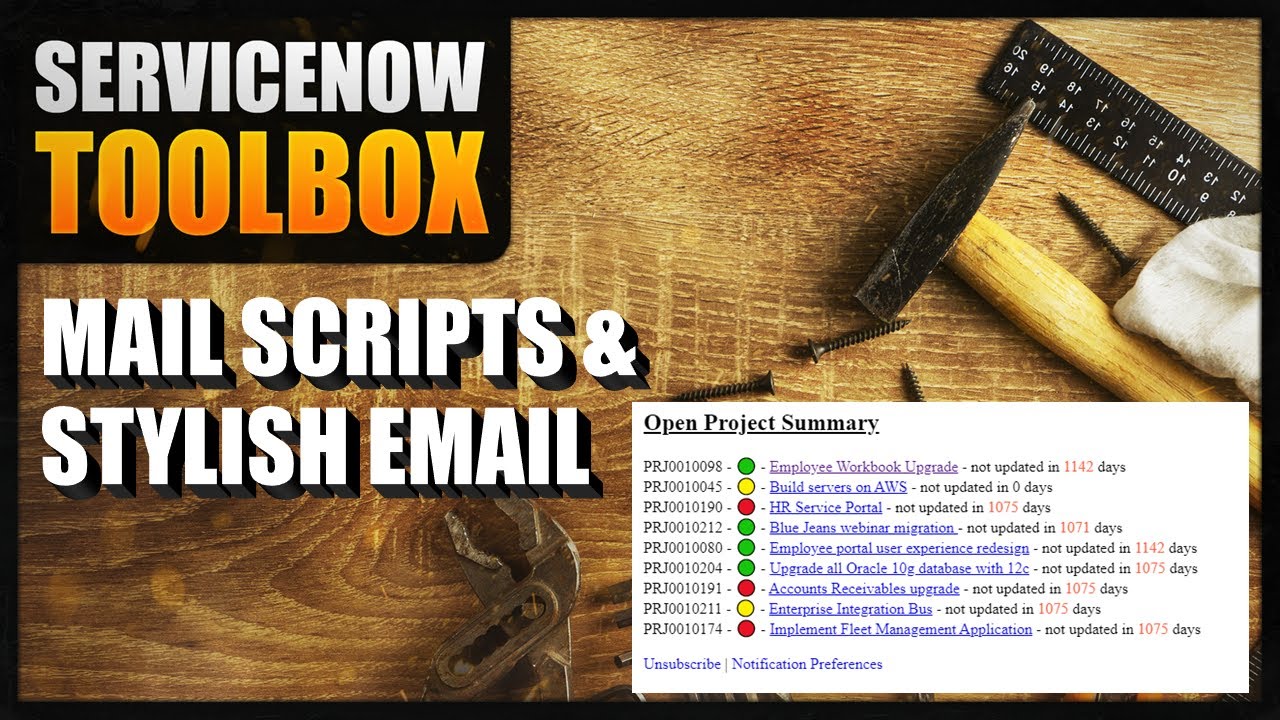 SERVICENOW
TOOLBOX
MAIL SCRIPTS &
STYLISH EMAIL
Open Project Summary
PRJ0010098 - - Employee Workbook Upgrade - not updated in 1142 days
PRJ0010045 - - Build servers on AWS - not updated in 0 days
PRJ0010190 - - HR Service Portal - not updated in 1075 days
PRJ0010212 - - Blue Jeans webinar migration - not updated in 1071 days
PRJ0010080 - - Employee portal user experience redesign - not updated in 1142 days
PRJ0010204 - - Upgrade all Oracle 10g database with 12c - not updated in 1075 days
PRJ0010191 - - Accounts Receivables upgrade - not updated in 1075 days
PRJ0010211 - - Enterprise Integration Bus - not updated in 1075 days
PRJ0010174 - - Implement Fleet Management Application - not updated in 1075 days
Unsubscribe | Notification Preferences